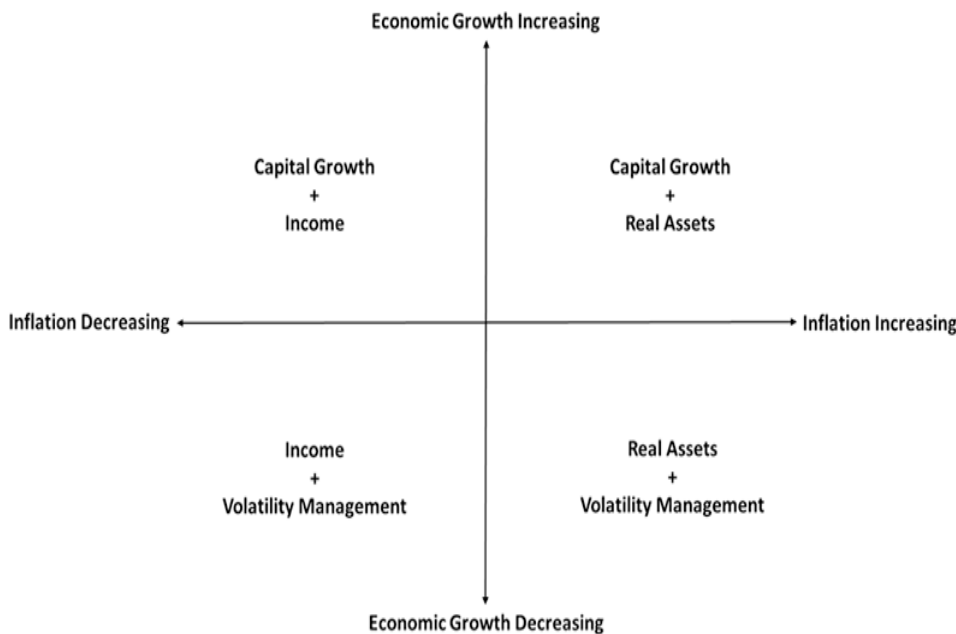 Economic Growth Increasing
Capital Growth
+
Income
Capital Growth
+
Real Assets
Inflation Decreasing
Inflation Increasing
Income
+
Volatility Management
Real Assets
+
Volatility Management
Economic Growth Decreasing